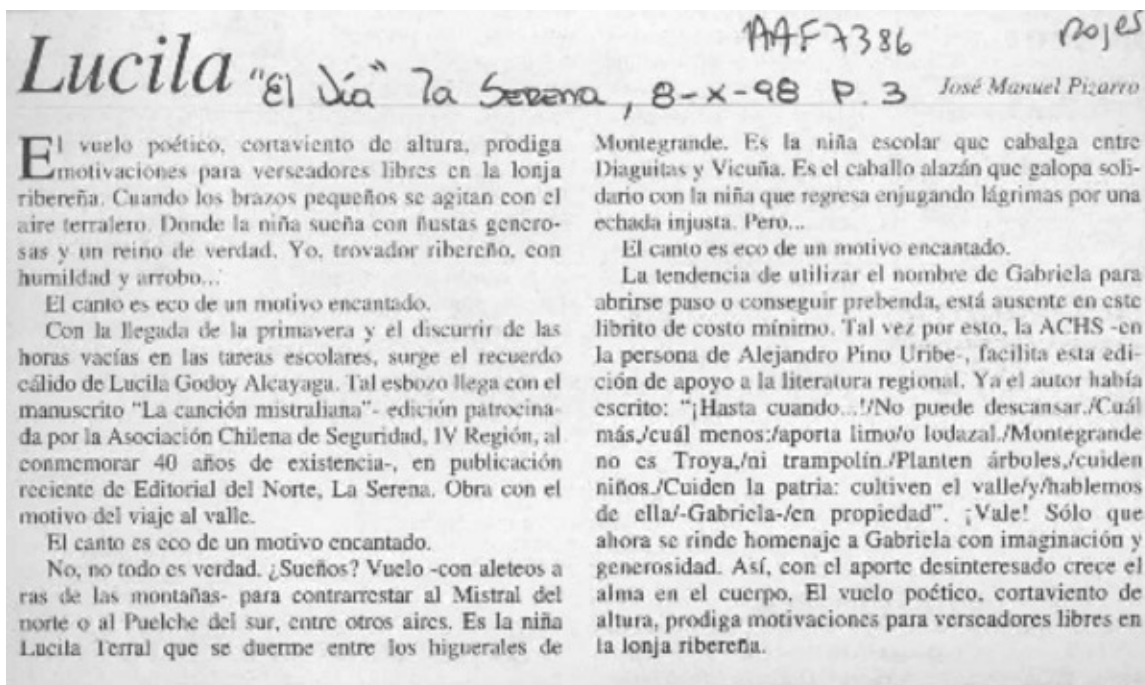 AAF7386 Rojes
Lucila "El Día" La Serena, 8-X-98 P. 3 José Manuel Pizarro
El vuelo poético, cortaviento de altura, prodiga
motivaciones para verseadores libres en la lonja
ribereña. Cuando los brazos pequeños se agitan con el
aire terralero. Donde la niña sueña con ñustas genero-
sas y un reino de verdad. Yo, trovador ribereño, con
humildad y arrobo...
El canto es eco de un motivo encantado.
Con la llegada de la primavera y el discurrir de las
horas vacías en las tareas escolares, surge el recuerdo
cálido de Lucila Godoy Alcayaga. Tal esbozo llega con el
manuscrito "La canción mistraliana"- edición patrocina-
da por la Asociación Chilena de Seguridad, IV Región, al
conmemorar 40 años de existencia-, en publicación
reciente de Editorial del Norte, La Serena. Obra con el
motivo del viaje al valle.
El canto es eco de un motivo encantado.
No, no todo es verdad. ¿Sueños? Vuelo -con aleteos a
ras de las montañas- para contrarrestar al Mistral del
norte o al Puelche del sur, entre otros aires. Es la niña
Lucila Terral que se duerme entre los higuerales de
Montegrande. Es la niña escolar que cabalga entre
Diaguitas y Vicuña. Es el caballo alazán que galopa soli-
dario con la niña que regresa enjugando lágrimas por una
echada injusta. Pero...
El canto es eco de un motivo encantado.
La tendencia de utilizar el nombre de Gabriela para
abrirse paso o conseguir prebenda, está ausente en este
librito de costo mínimo. Tal vez por esto, la ACHS -en
la persona de Alejandro Pino Uribe-, facilita esta edi-
ción de apoyo a la literatura regional. Ya el autor había
escrito: "¡Hasta cuando...!/No puede descansar./Cuál
más,/cuál menos:/aporta limo/o lodazal./Montegrande
no es Troya,/ni trampolín./Planten árboles,/cuiden
niños./Cuiden la patria: cultiven el valle/y/hablemos
de ella/-Gabriela-/en propiedad". ¡Vale! Sólo que
ahora se rinde homenaje a Gabriela con imaginación y
generosidad. Así, con el aporte desinteresado crece el
alma en el cuerpo. El vuelo poético, cortaviento de
altura, prodiga motivaciones para verseadores libres en
la lonja ribereña.